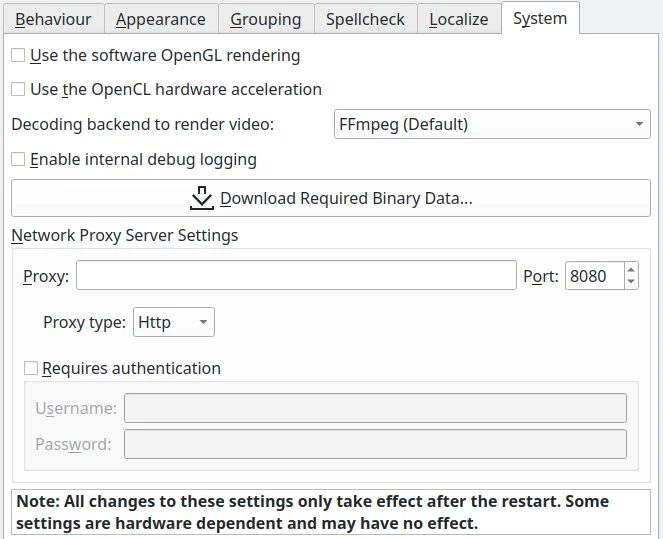 Behaviour Appearance Grouping Spellcheck Localize System
Use the software OpenGL rendering
Use the OpenCL hardware acceleration
Decoding backend to render video: FFmpeg (Default)
Enable internal debug logging
Download Required Binary Data...
Network Proxy Server Settings
Proxy: Port: 8080
Proxy type: Http
Requires authentication
Username:
Password:
Note: All changes to these settings only take effect after the restart. Some
settings are hardware dependent and may have no effect.